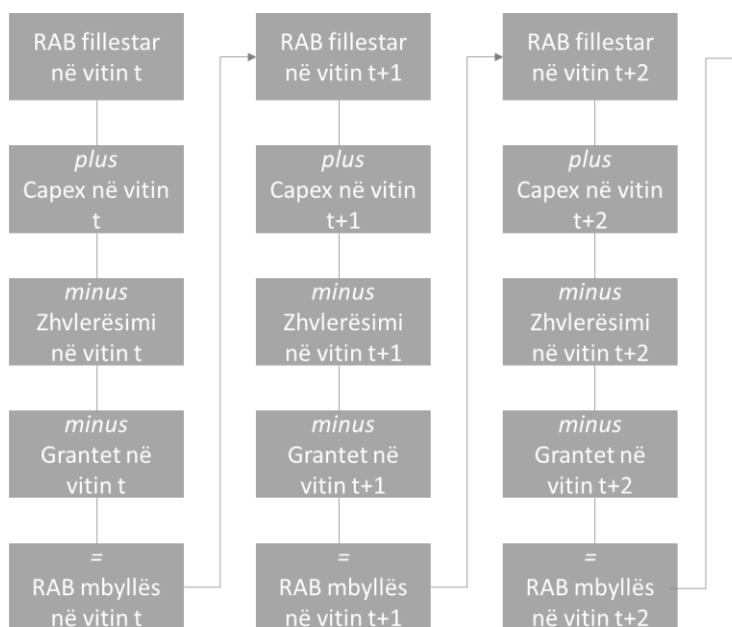 RAB fillestar
në vitin t
plus
Capex në vitin
t
minus
Zhvlerësimi
në vitin t
minus
Grantet në
vitin t
=
RAB mbyllës
në vitin t
RAB fillestar
në vitin t+1
plus
Capex në vitin
t+1
minus
Zhvlerësimi
në vitin t+1
minus
Grantet në
vitin t+1
=
RAB mbyllës
në vitin t+1
RAB fillestar
në vitin t+2
plus
Capex në vitin
t+2
minus
Zhvlerësimi
në vitin t+2
minus
Grantet në
vitin t+2
=
RAB mbyllës
në vitin t+2